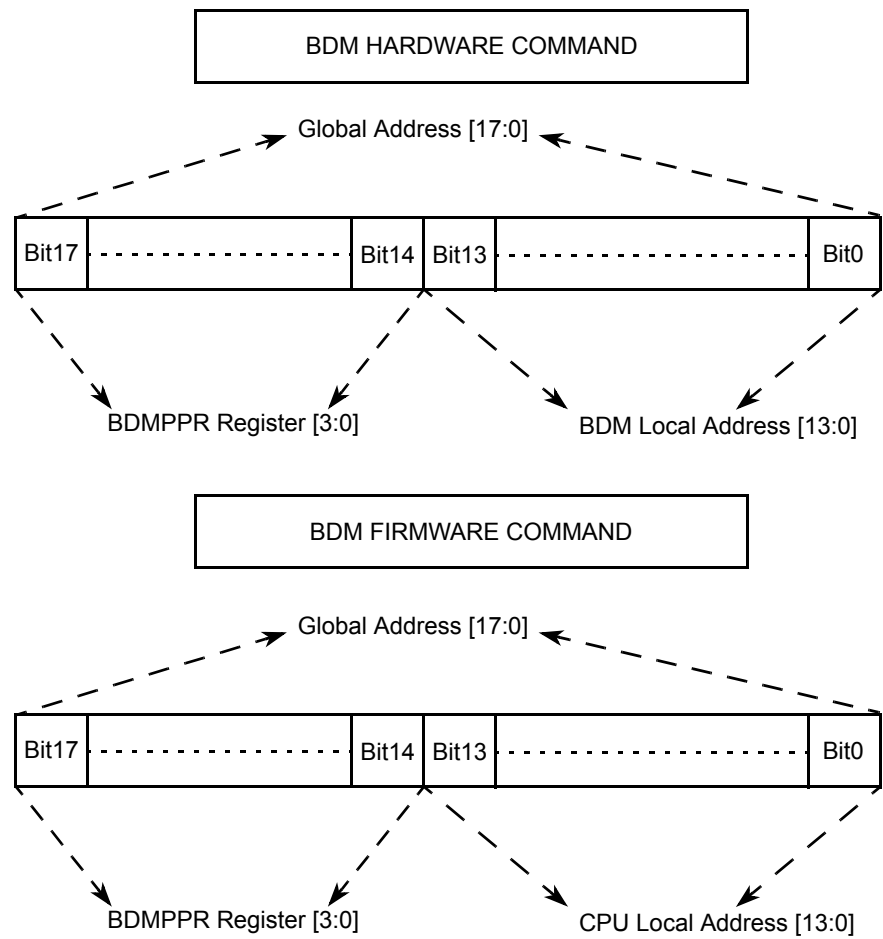 BDM HARDWARE COMMAND
Global Address [17:0]
Bit17 Bit14 Bit13 Bit0
BDMPPR Register [3:0]
BDM Local Address [13:0]
BDM FIRMWARE COMMAND
Global Address [17:0]
Bit17 Bit14 Bit13 Bit0
BDMPPR Register [3:0]
CPU Local Address [13:0]